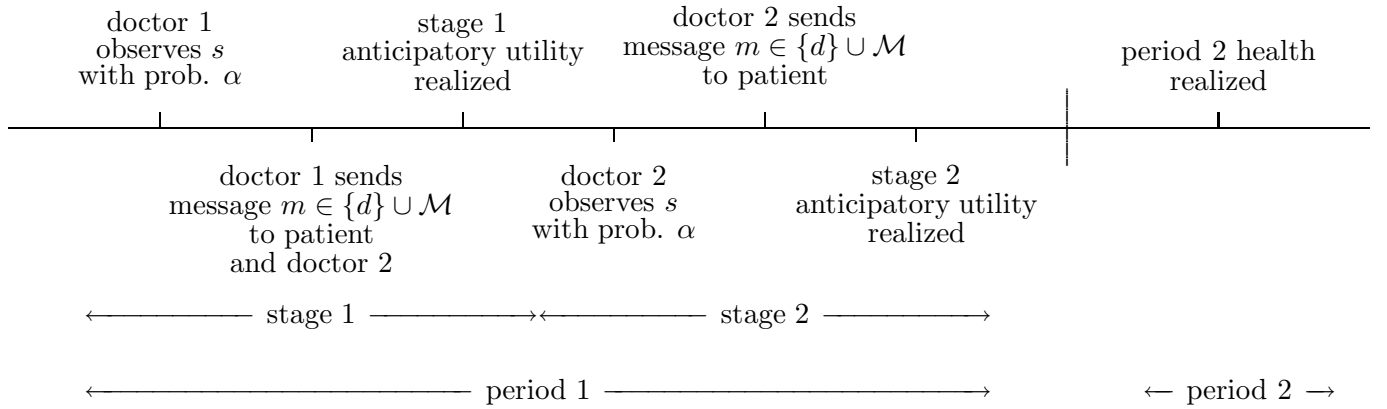 doctor 1
observes s
with prob. α
stage 1
anticipatory utility
realized
doctor 2 sends
message m ∈ {d} ∪ ℳ
to patient
period 2 health
realized
doctor 1 sends
message m ∈ {d} ∪ ℳ
to patient
and doctor 2
doctor 2
observes s
with prob. α
stage 2
anticipatory utility
realized
stage 1
stage 2
period 1
period 2